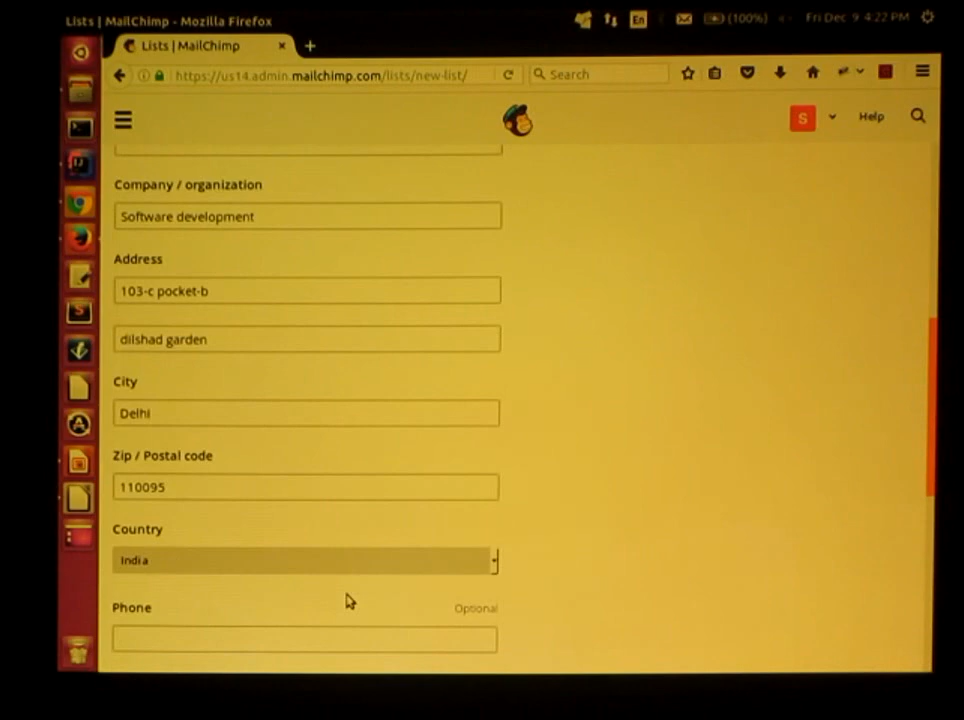 Lists | MailChimp - Mozilla Firefox
En
(100%)
Fri Dec 9 4:22 PM
Lists | MailChimp
https://us14.admin.mailchimp.com/lists/new-list/
Search
S
Help
Company / organization
Software development
Address
103-c pocket-b
dilshad garden
City
Delhi
Zip / Postal code
110095
Country
India
Phone
Optional